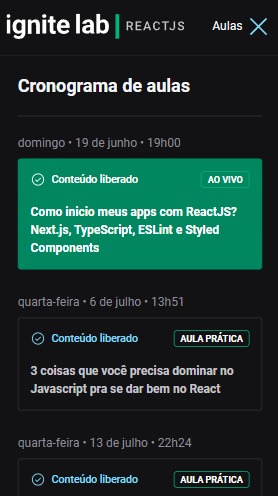 ignite lab REACTJS Aulas
Cronograma de aulas
domingo • 19 de junho • 19h00
Conteúdo liberado AO VIVO
Como inicio meus apps com ReactJS?
Next.js, TypeScript, ESLint e Styled
Components
quarta-feira • 6 de julho • 13h51
Conteúdo liberado AULA PRÁTICA
3 coisas que você precisa dominar no
Javascript pra se dar bem no React
quarta-feira • 13 de julho • 22h24
Conteúdo liberado AULA PRÁTICA